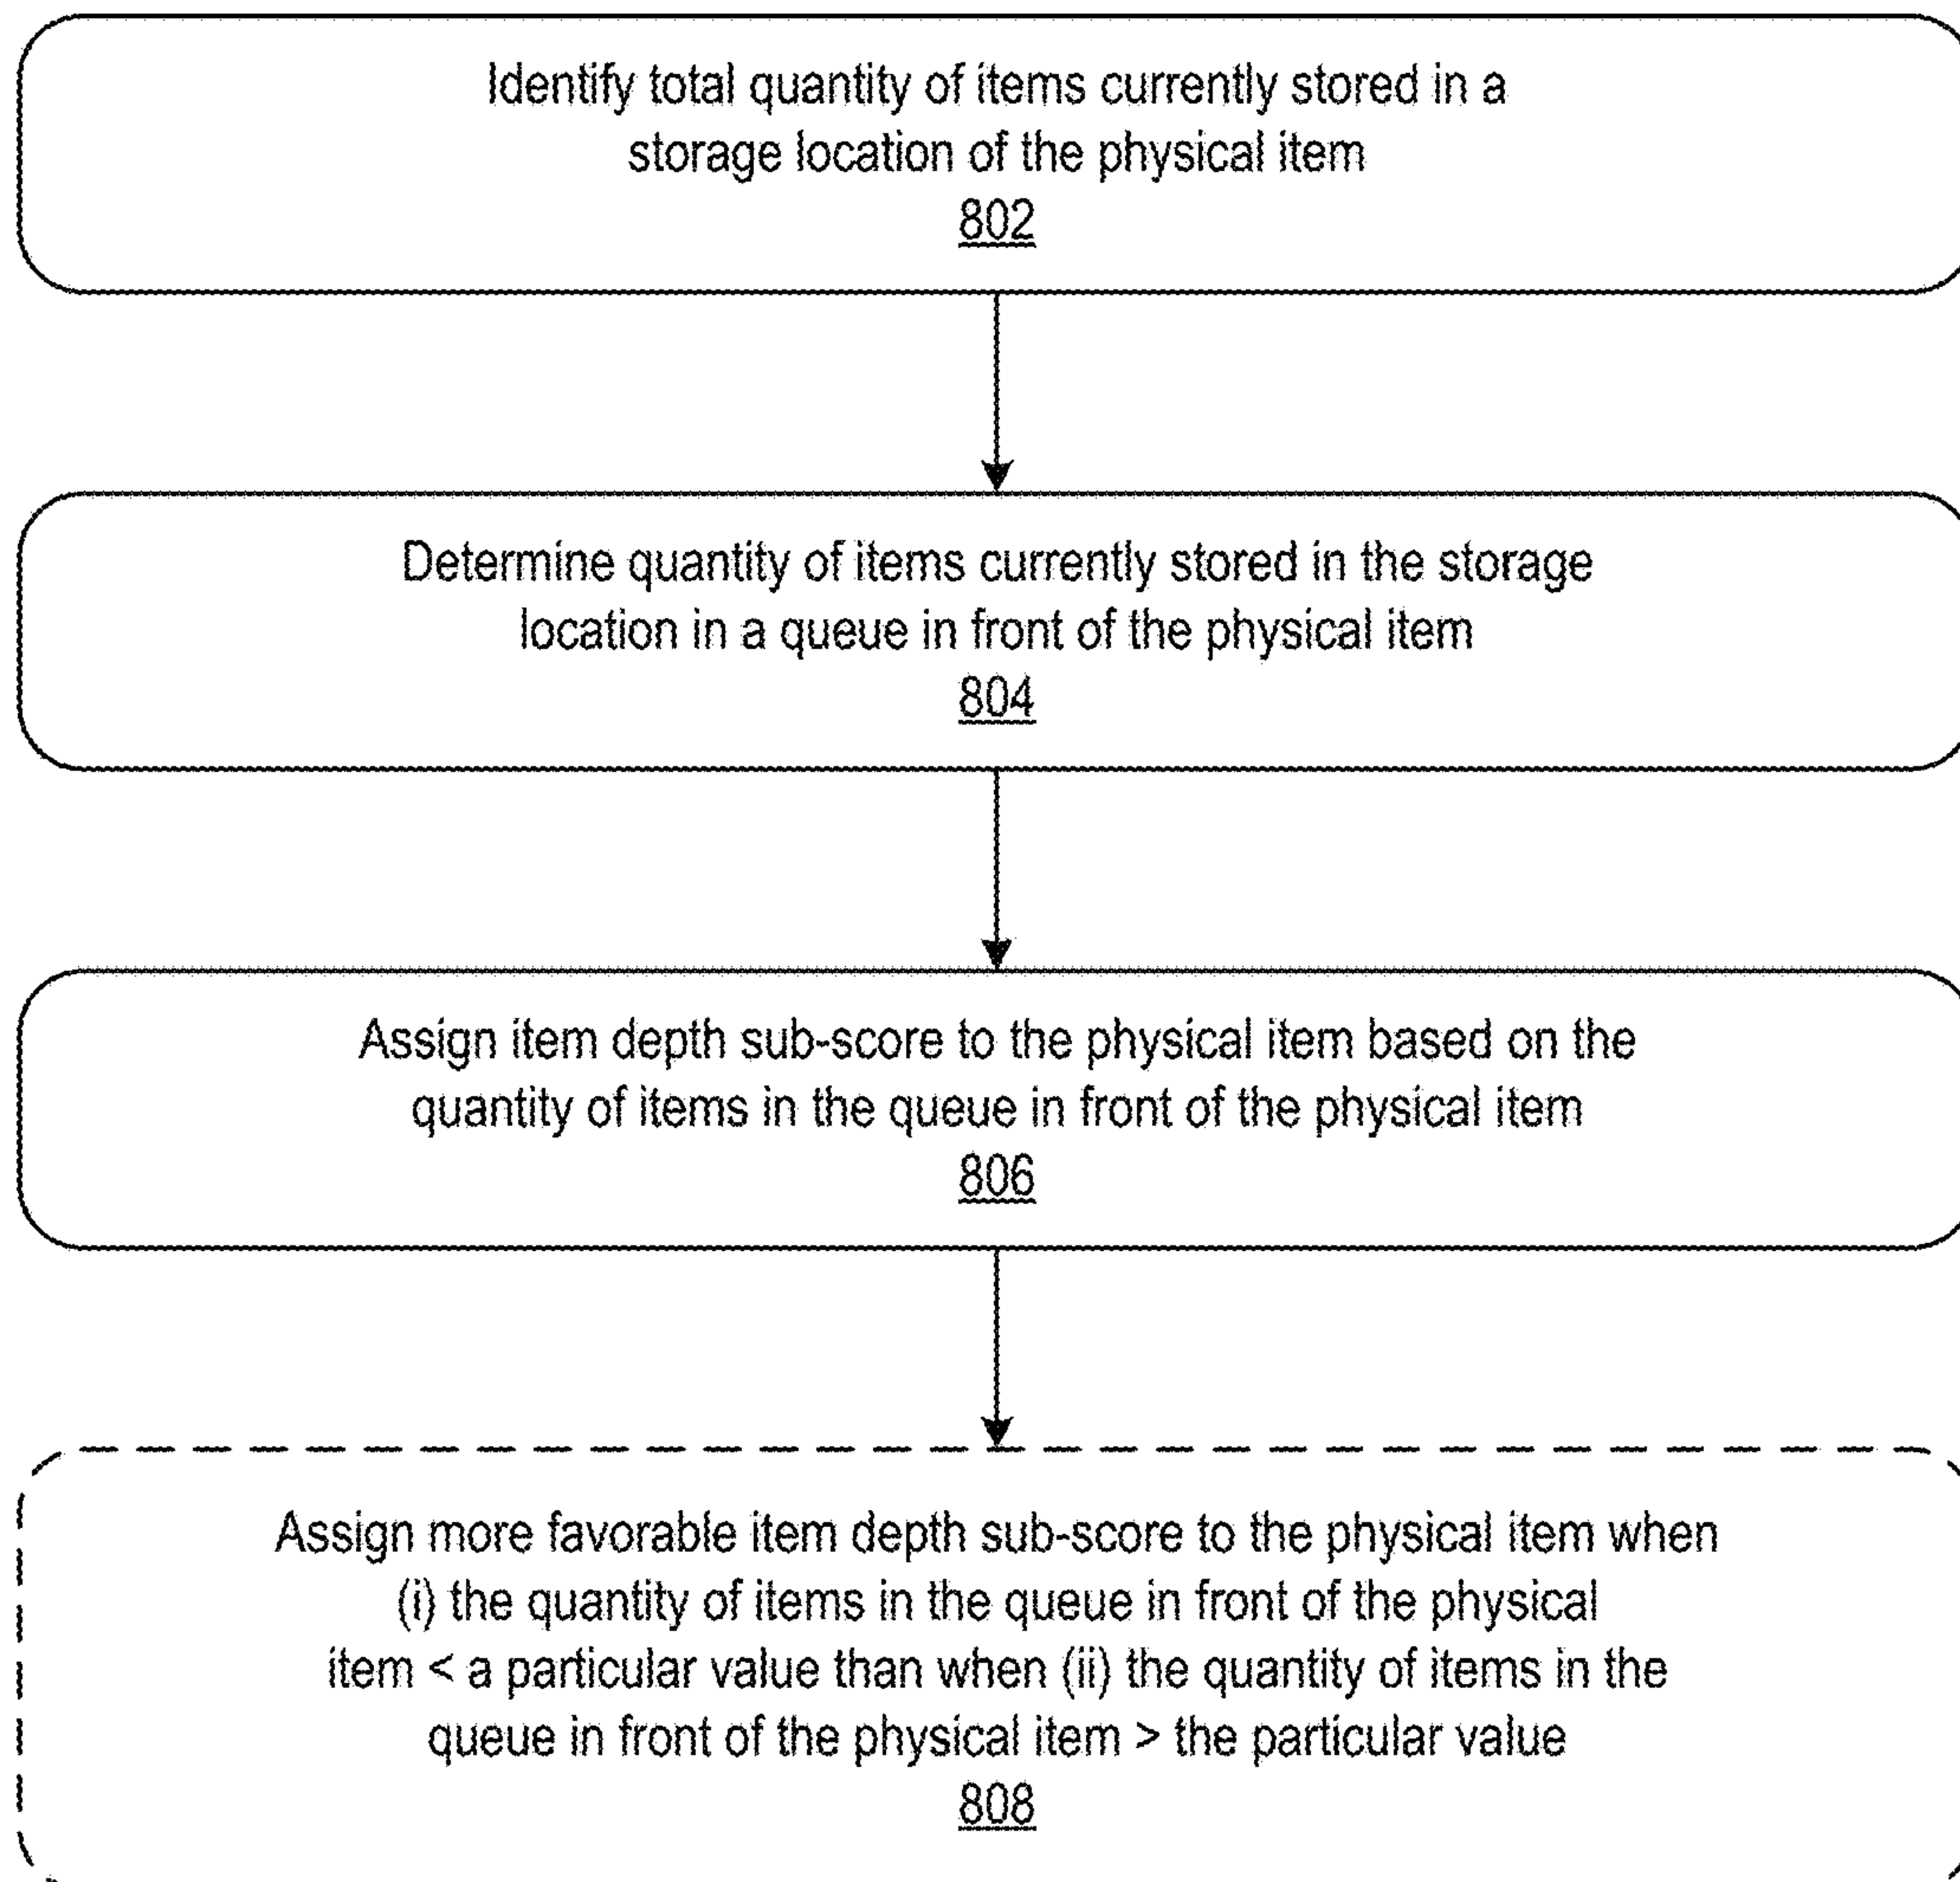 Identify total quantity of items currently stored in a
storage location of the physical item
802
Determine quantity of items currently stored in the storage
location in a queue in front of the physical item
804
Assign item depth sub-score to the physical item based on the
quantity of items in the queue in front of the physical item
806
Assign more favorable item depth sub-score to the physical item when
(i) the quantity of items in the queue in front of the physical
item < a particular value than when (ii) the quantity of items in the
queue in front of the physical item > the particular value
808